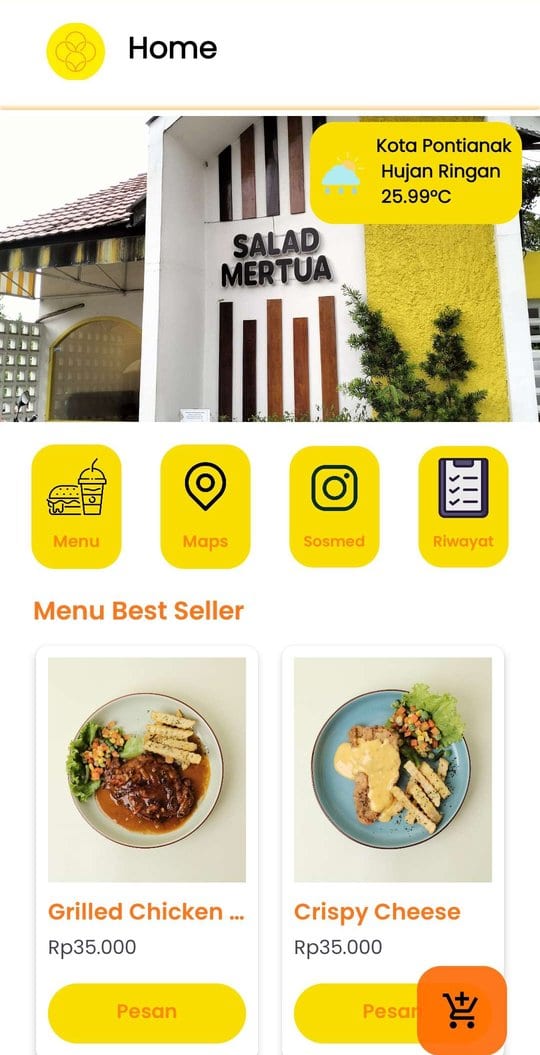 Home
Kota Pontianak
Hujan Ringan
25.99°C
SALAD
MERTUA
Menu
Maps
Sosmed
Riwayat
Menu Best Seller
Grilled Chicken ...
Crispy Cheese
Rp35.000
Rp35.000
Pesan
Pesan